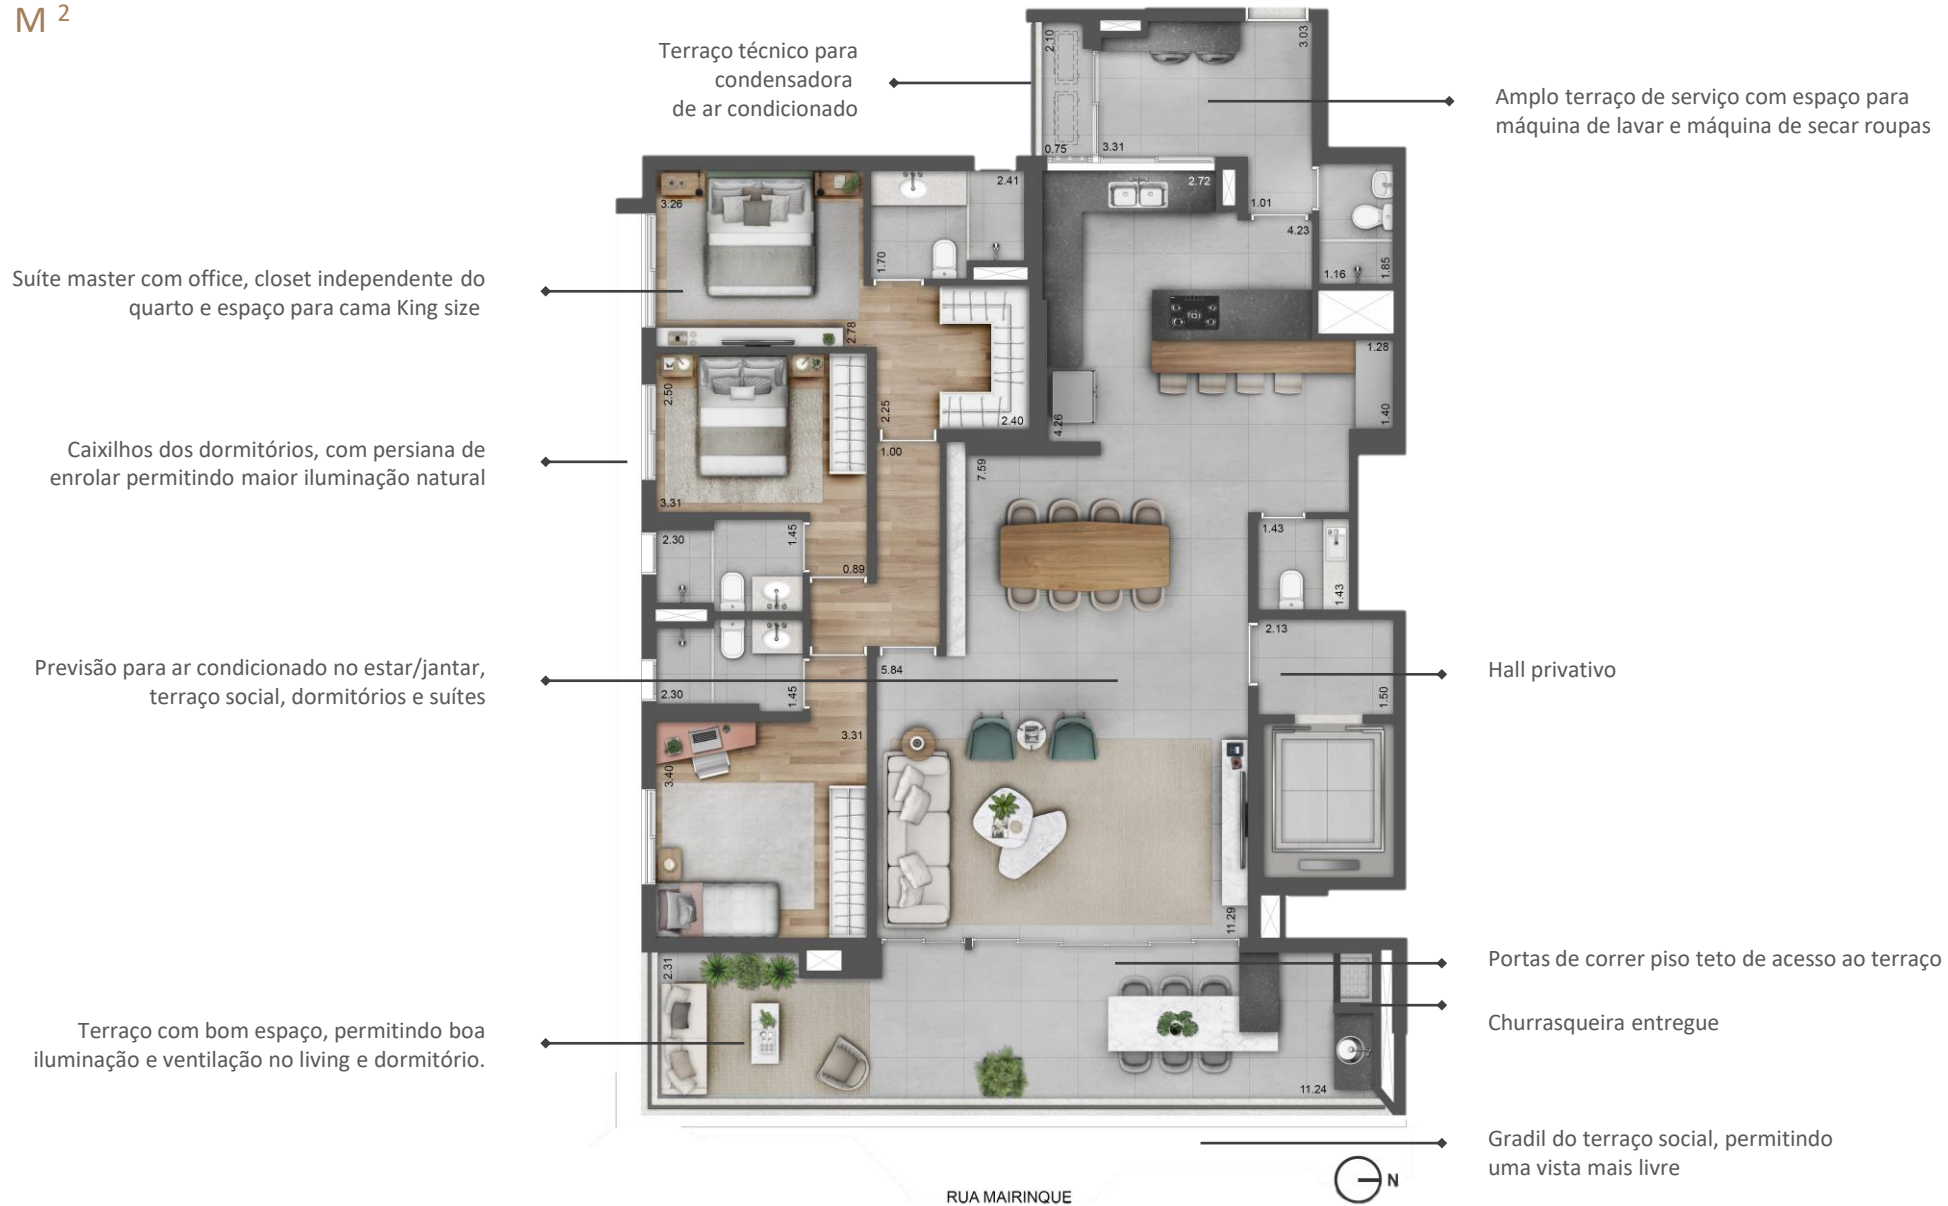 M ²
Terraço técnico para
condensadora
de ar condicionado
Amplo terraço de serviço com espaço para
máquina de lavar e máquina de secar roupas
Suíte master com office, closet independente do
quarto e espaço para cama King size
Caixilhos dos dormitórios, com persiana de
enrolar permitindo maior iluminação natural
Previsão para ar condicionado no estar/jantar,
terraço social, dormitórios e suítes
Hall privativo
Terraço com bom espaço, permitindo boa
iluminação e ventilação no living e dormitório.
Portas de correr piso teto de acesso ao terraço
Churrasqueira entregue
Gradil do terraço social, permitindo
uma vista mais livre
2.10
3.03
0.75
3.31
3.26
2.41
2.72
1.01
4.23
1.70
1.16
1.85
2.78
1.28
2.50
2.25
2.40
4.26
1.40
1.00
7.59
3.31
2.30
1.45
0.89
1.43
1.43
2.13
2.30
1.45
5.84
1.50
3.31
3.40
11.29
2.31
11.24
N
RUA MAIRINQUE